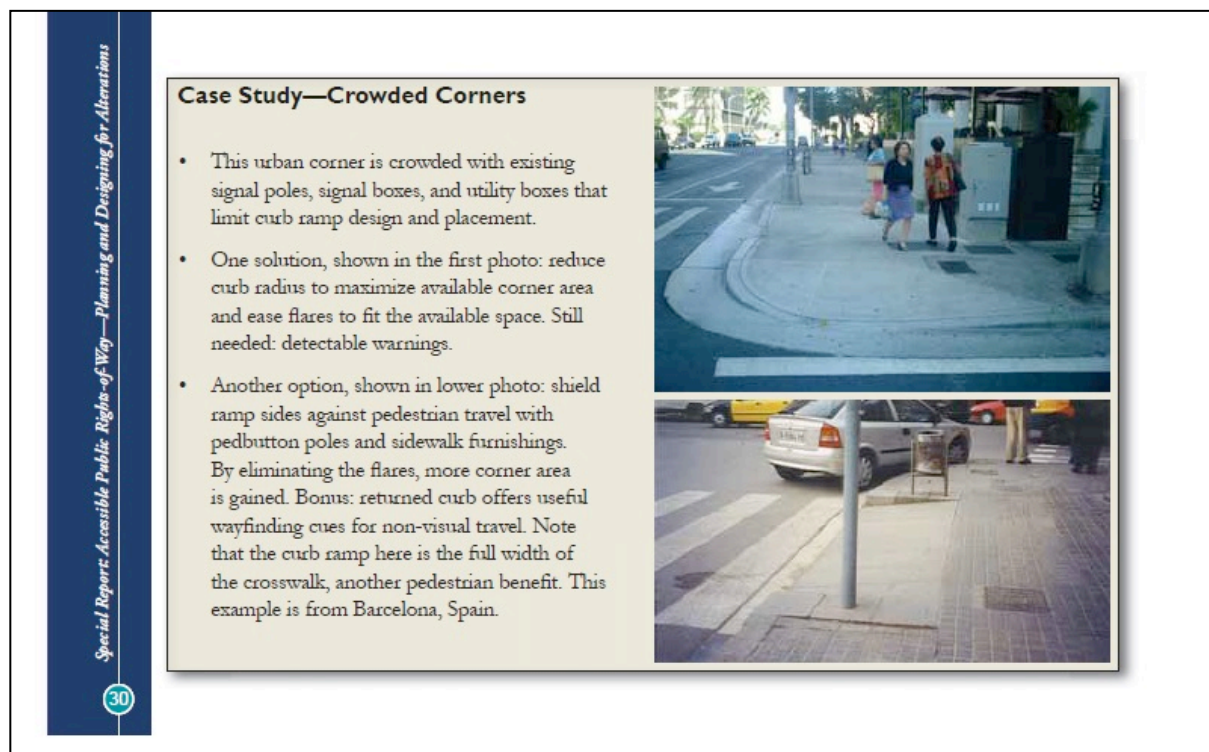 Special Report: Accessible Public Rights-of-Way—Planning and Designing for Alterations
30
Case Study—Crowded Corners
• This urban corner is crowded with existing
signal poles, signal boxes, and utility boxes that
limit curb ramp design and placement.
• One solution, shown in the first photo: reduce
curb radius to maximize available corner area
and ease flares to fit the available space. Still
needed: detectable warnings.
• Another option, shown in lower photo: shield
ramp sides against pedestrian travel with
pedbutton poles and sidewalk furnishings.
By eliminating the flares, more corner area
is gained. Bonus: returned curb offers useful
wayfinding cues for non-visual travel. Note
that the curb ramp here is the full width of
the crosswalk, another pedestrian benefit. This
example is from Barcelona, Spain.